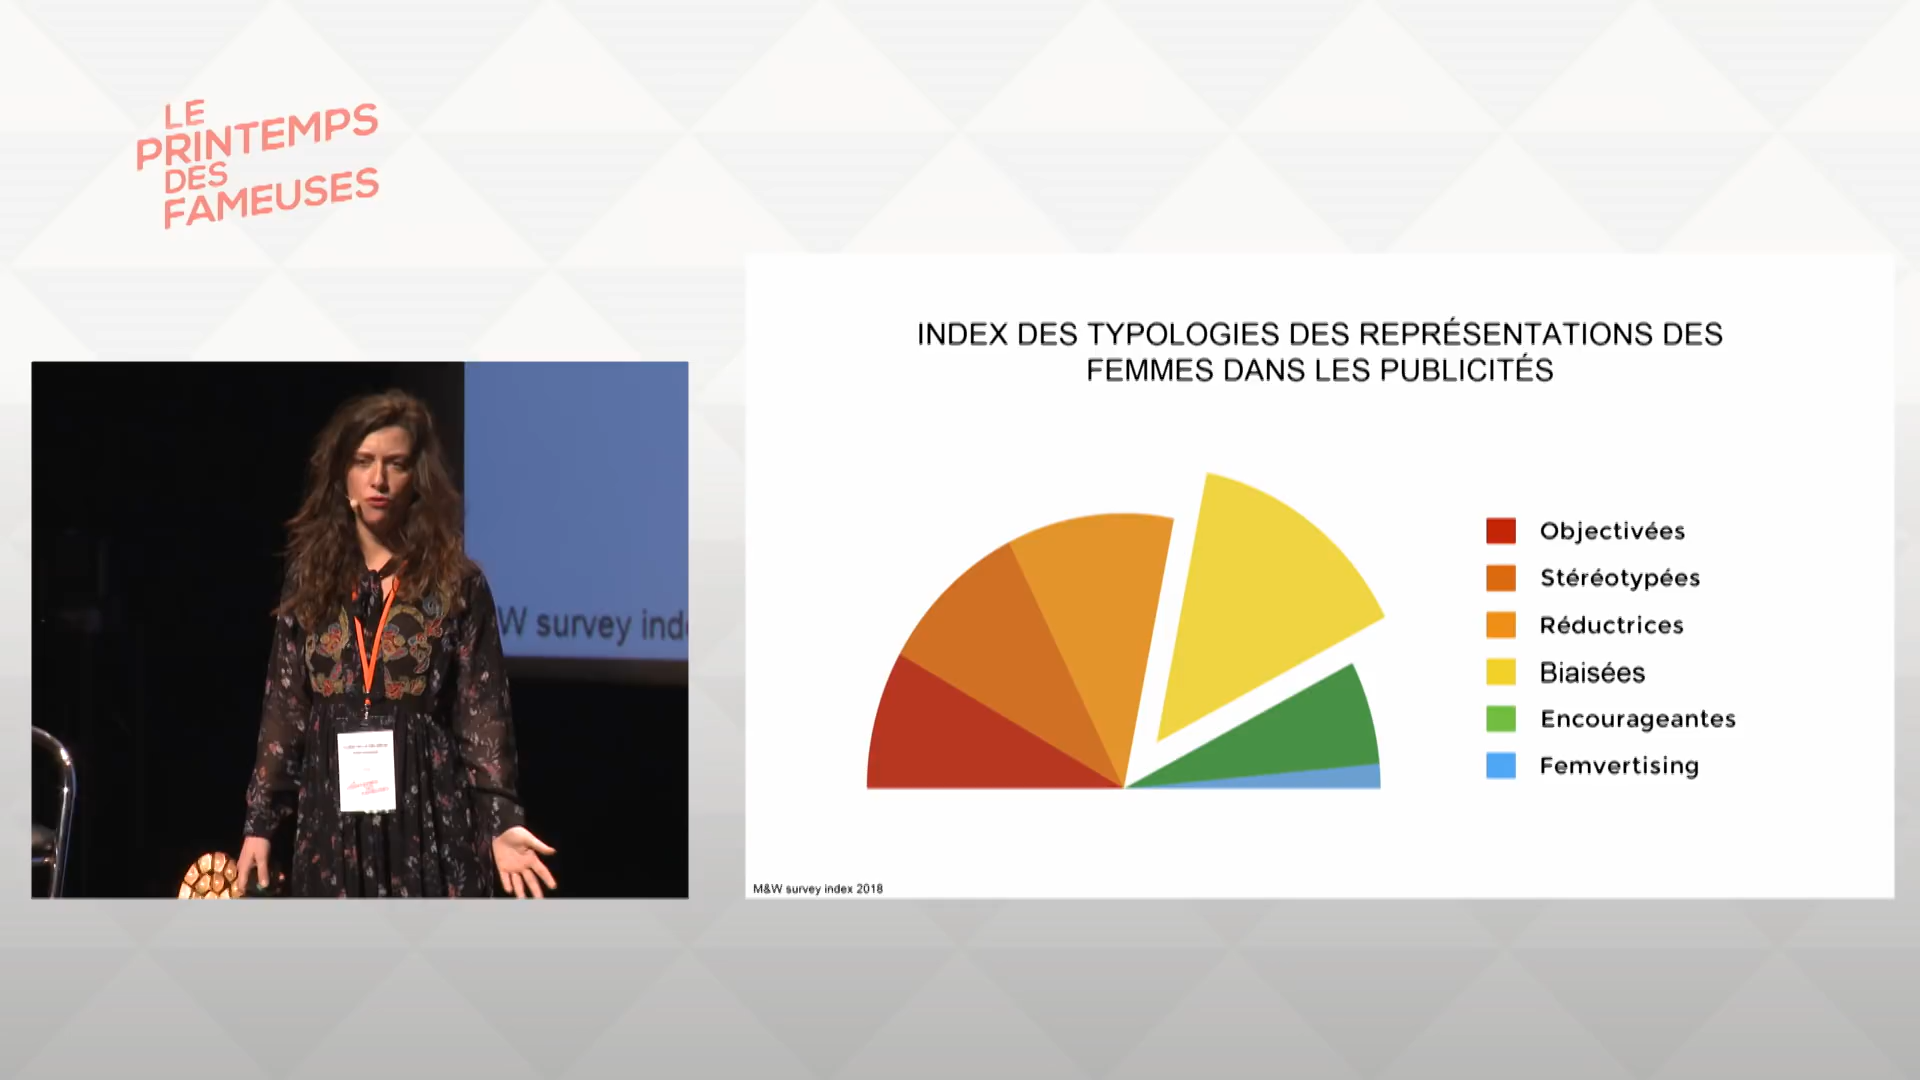 LE
PRINTEMPS
DES
FAMEUSES
INDEX DES TYPOLOGIES DES REPRÉSENTATIONS DES
FEMMES DANS LES PUBLICITÉS
Objectivées
Stéréotypées
Réductrices
Biaisées
Encourageantes
Femvertising
M&W survey index 2018
W survey ind